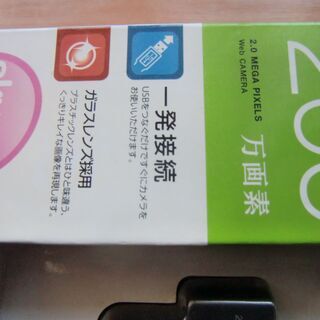 200
2.0 MEGA PIXELS
Web CAMERA
万画素
一発接続
USBをつなぐだけですぐにカメラを
お使いいただけます。
ガラスレンズ採用
プラスチックレンズとはひと味違う、
くっきりキレイな画像を再現します。